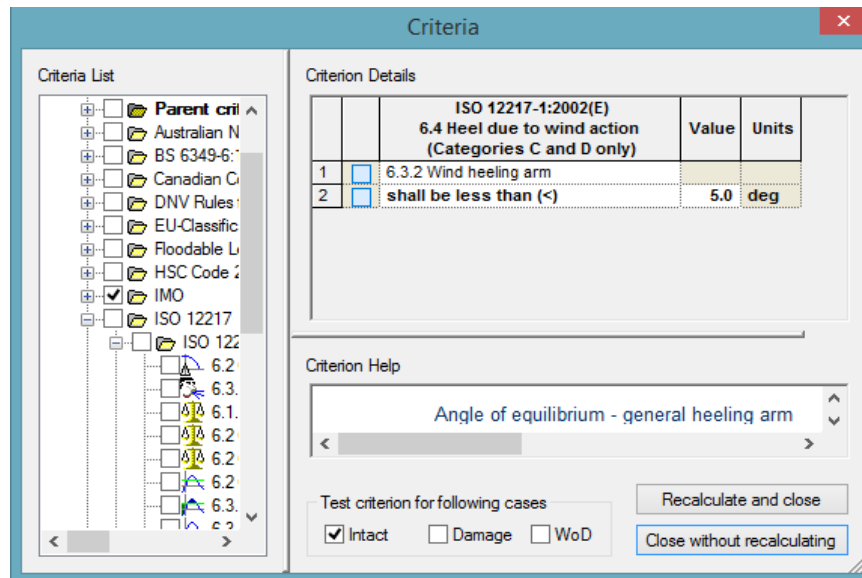 Criteria
x
Criteria List
Parent crit
Australian N
BS 6349-6:
Canadian C
DNV Rules
EU-Classific
Floodable L
HSC Code 2
IMO
ISO 12217
ISO 122
6.2
6.3.
6.1.
6.2
6.2
6.2
6.3.
Criterion Details
ISO 12217-1:2002(E)
6.4 Heel due to wind action
(Categories C and D only)
Value
Units
1
6.3.2 Wind heeling arm
2
shall be less than (<)
5.0
deg
Criterion Help
Angle of equilibrium - general heeling arm
Test criterion for following cases
Intact
Damage
WoD
Recalculate and close
Close without recalculating